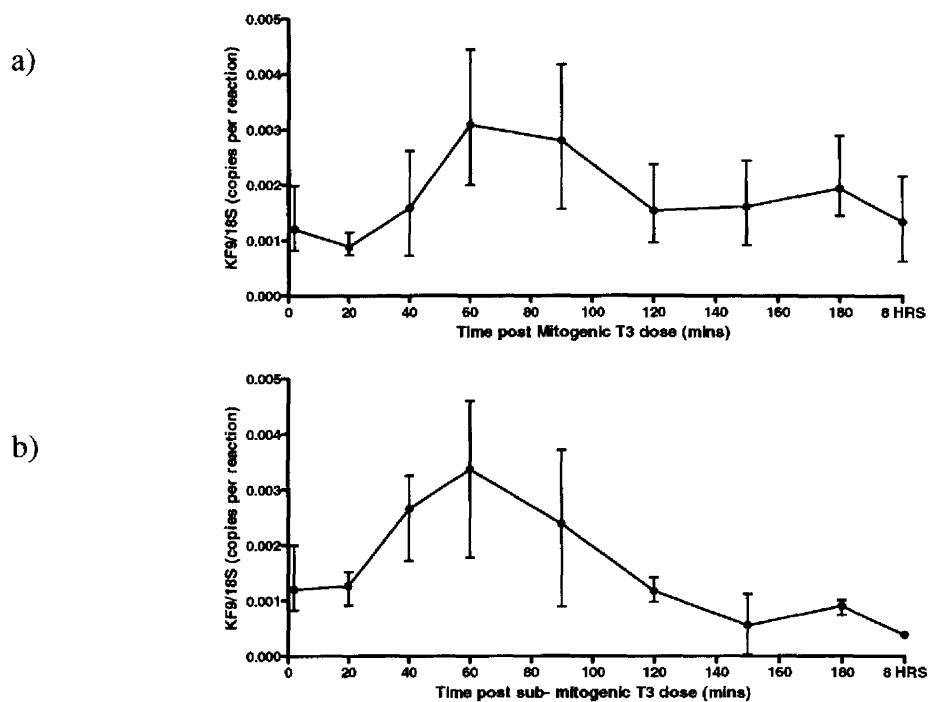 a)
KF9/18S (copies per reaction)
0.005
0.004
0.003
0.002
0.001
0.000
0 20 40 60 80 100 120 140 160 180 8 HRS
Time post Mitogenic T3 dose (mins)
b)
KF9/18S (copies per reaction)
0.005
0.004
0.003
0.002
0.001
0.000
0 20 40 60 80 100 120 140 160 180 8 HRS
Time post sub- mitogenic T3 dose (mins)